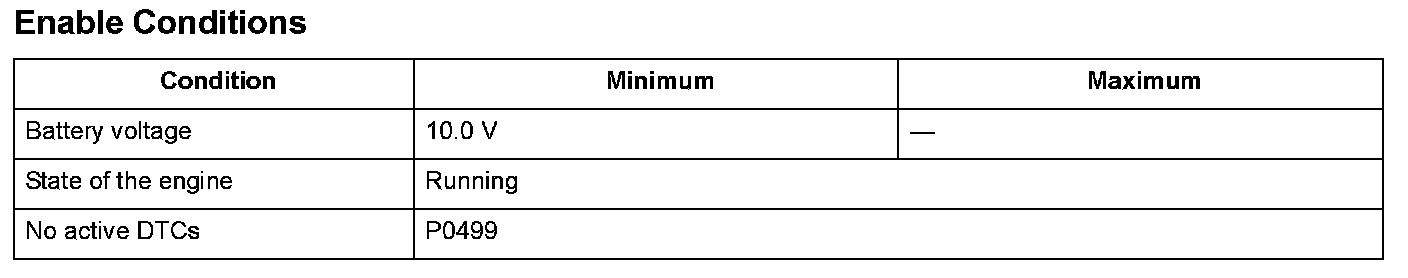 Enable Conditions
Condition Minimum Maximum
Battery voltage 10.0 V —
State of the engine Running
No active DTCs P0499